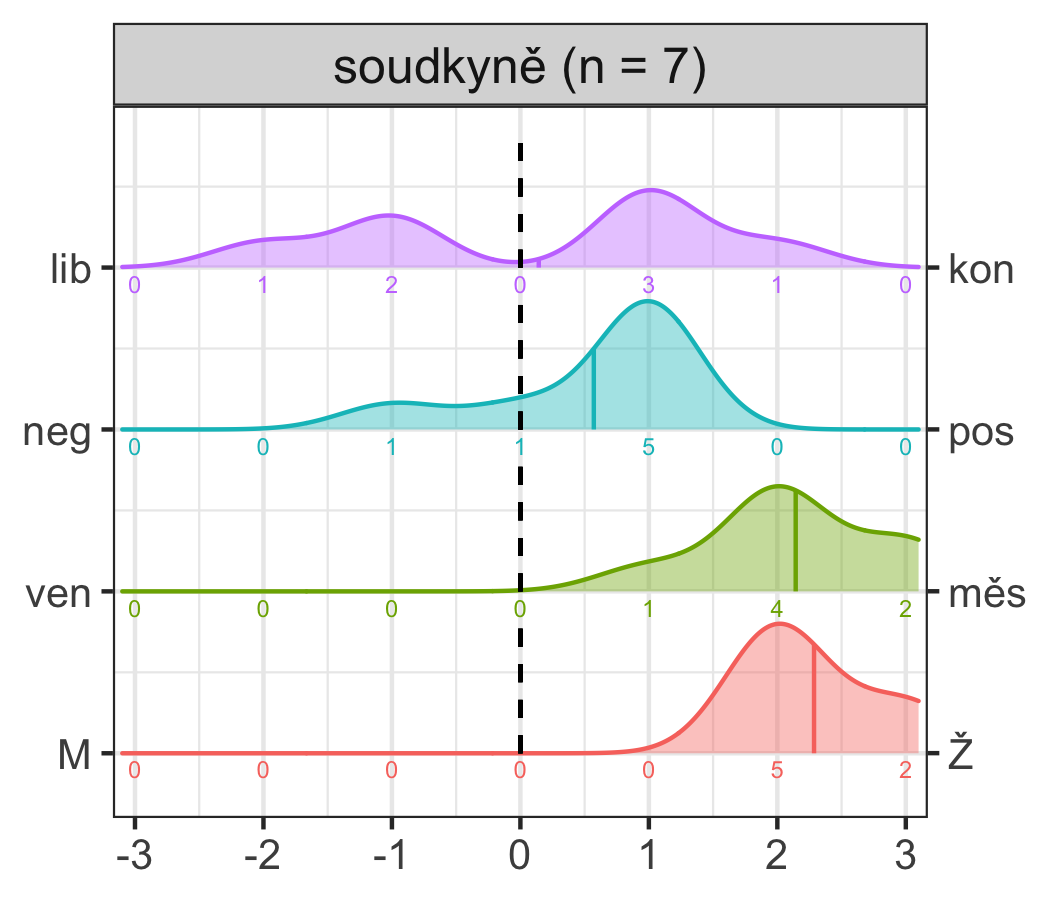 soudkyně (n = 7)
lib kon
0 1 2 0 3 1 0
neg pos
0 0 1 1 5 0 0
ven měs
0 0 0 0 1 4 2
M Ž
0 0 0 0 0 5 2
-3 -2 -1 0 1 2 3